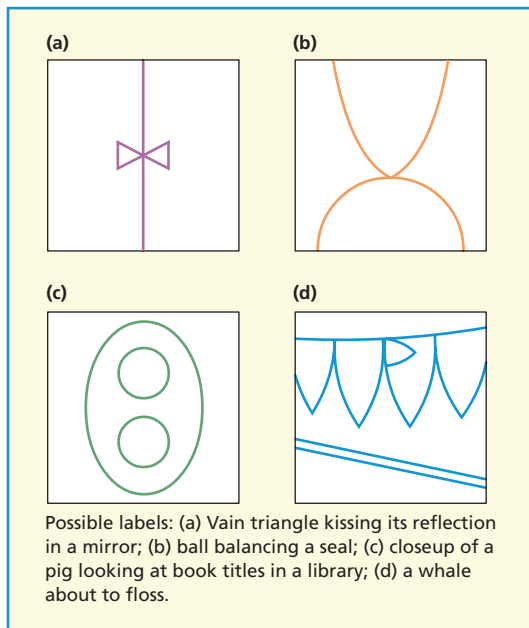 (a)
(b)
(c)
(d)
Possible labels: (a) Vain triangle kissing its reflection
in a mirror; (b) ball balancing a seal; (c) closeup of a
pig looking at book titles in a library; (d) a whale
about to floss.